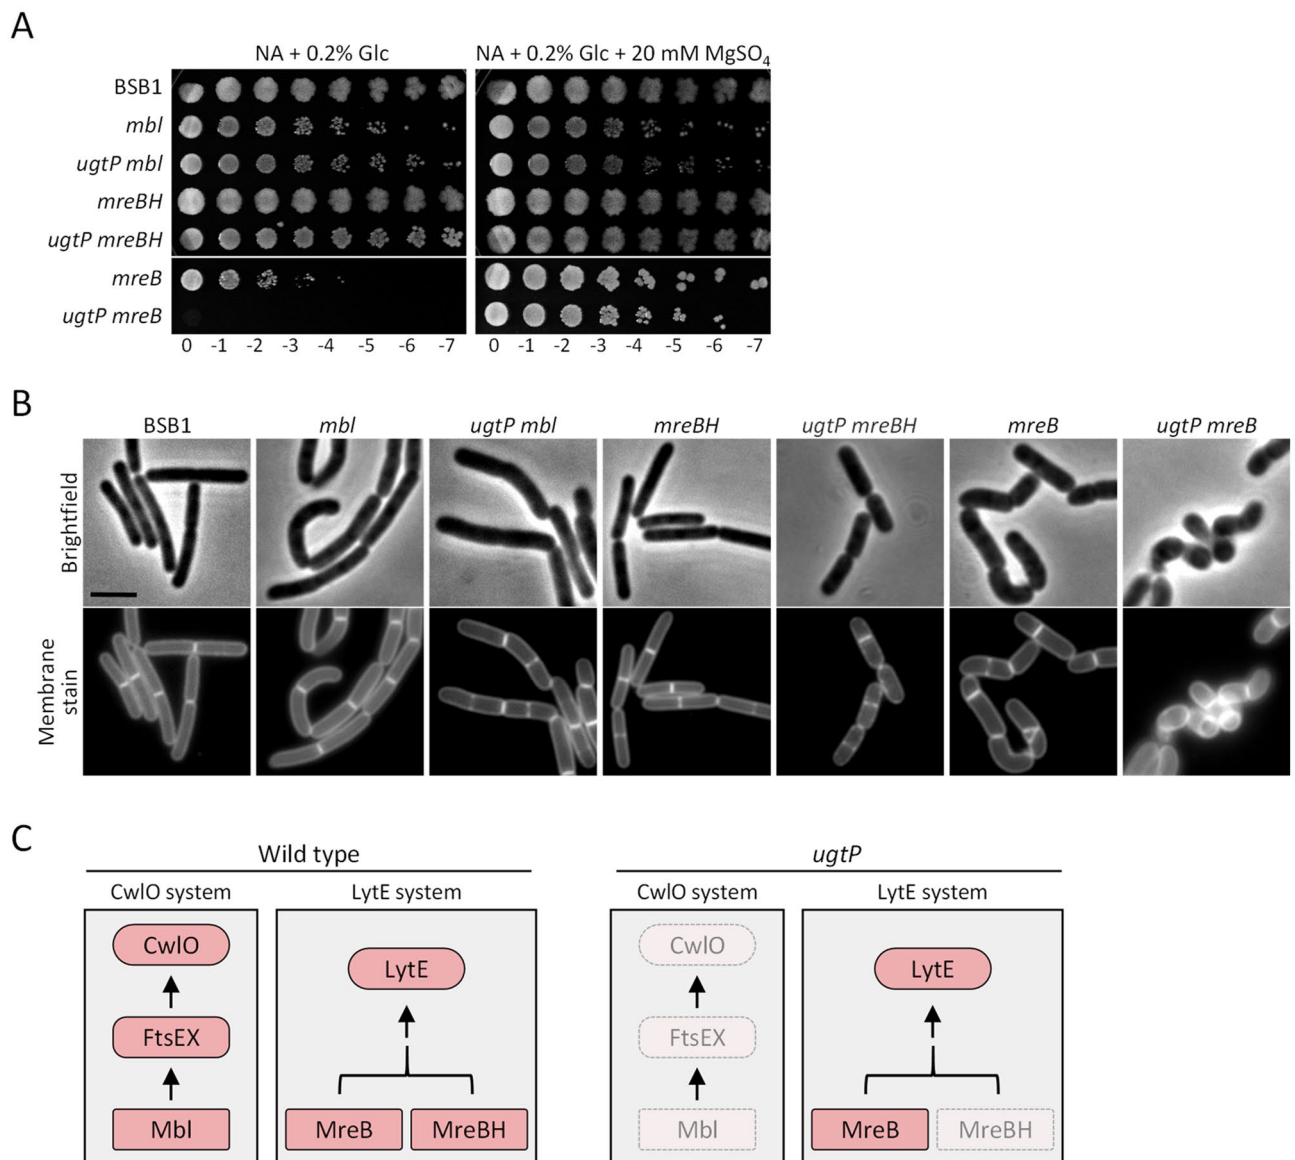 A
NA + 0.2% Glc
NA + 0.2% Glc + 20 mM MgSO₄
BSB1
mbl
ugtP mbl
mreBH
ugtP mreBH
mreB
ugtP mreB
0 -1 -2 -3 -4 -5 -6 -7
0 -1 -2 -3 -4 -5 -6 -7
B
BSB1 mbl ugtP mbl mreBH ugtP mreBH mreB ugtP mreB
Brightfield
Membrane
stain
C
Wild type
CwlO system LytE system
CwlO
LytE
FtsEX
Mbl MreB MreBH
ugtP
CwlO system LytE system
CwlO
LytE
FtsEX
Mbl MreB MreBH